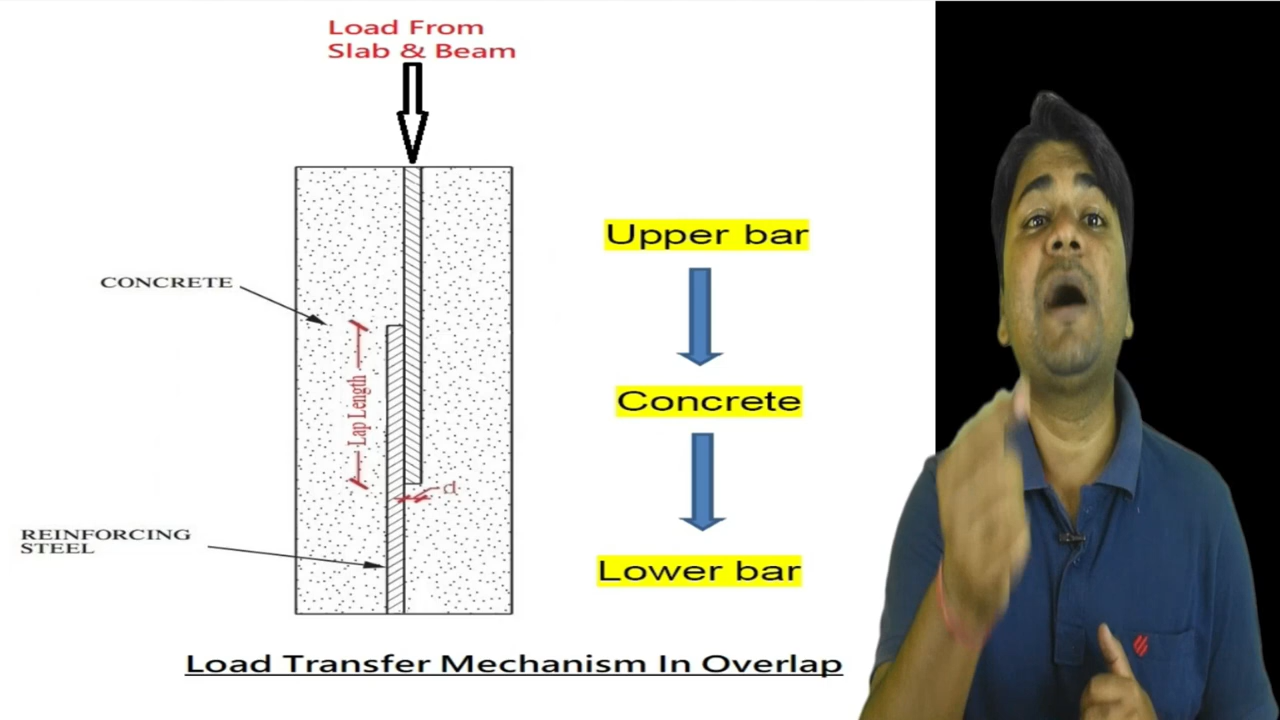 Load From
Slab & Beam
CONCRETE
Lap Length
d
REINFORCING
STEEL
Upper bar
Concrete
Lower bar
Load Transfer Mechanism In Overlap